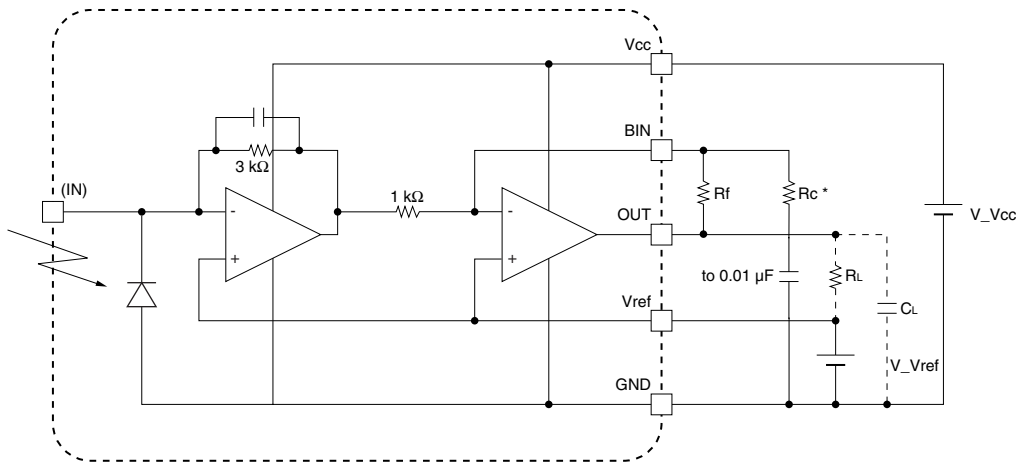 Vcc
BIN
3 kΩ
(IN)
1 kΩ
Rf
Rc *
-
-
OUT
V_Vcc
+
+
to 0.01 µF
RL
Vref
CL
V_Vref
GND